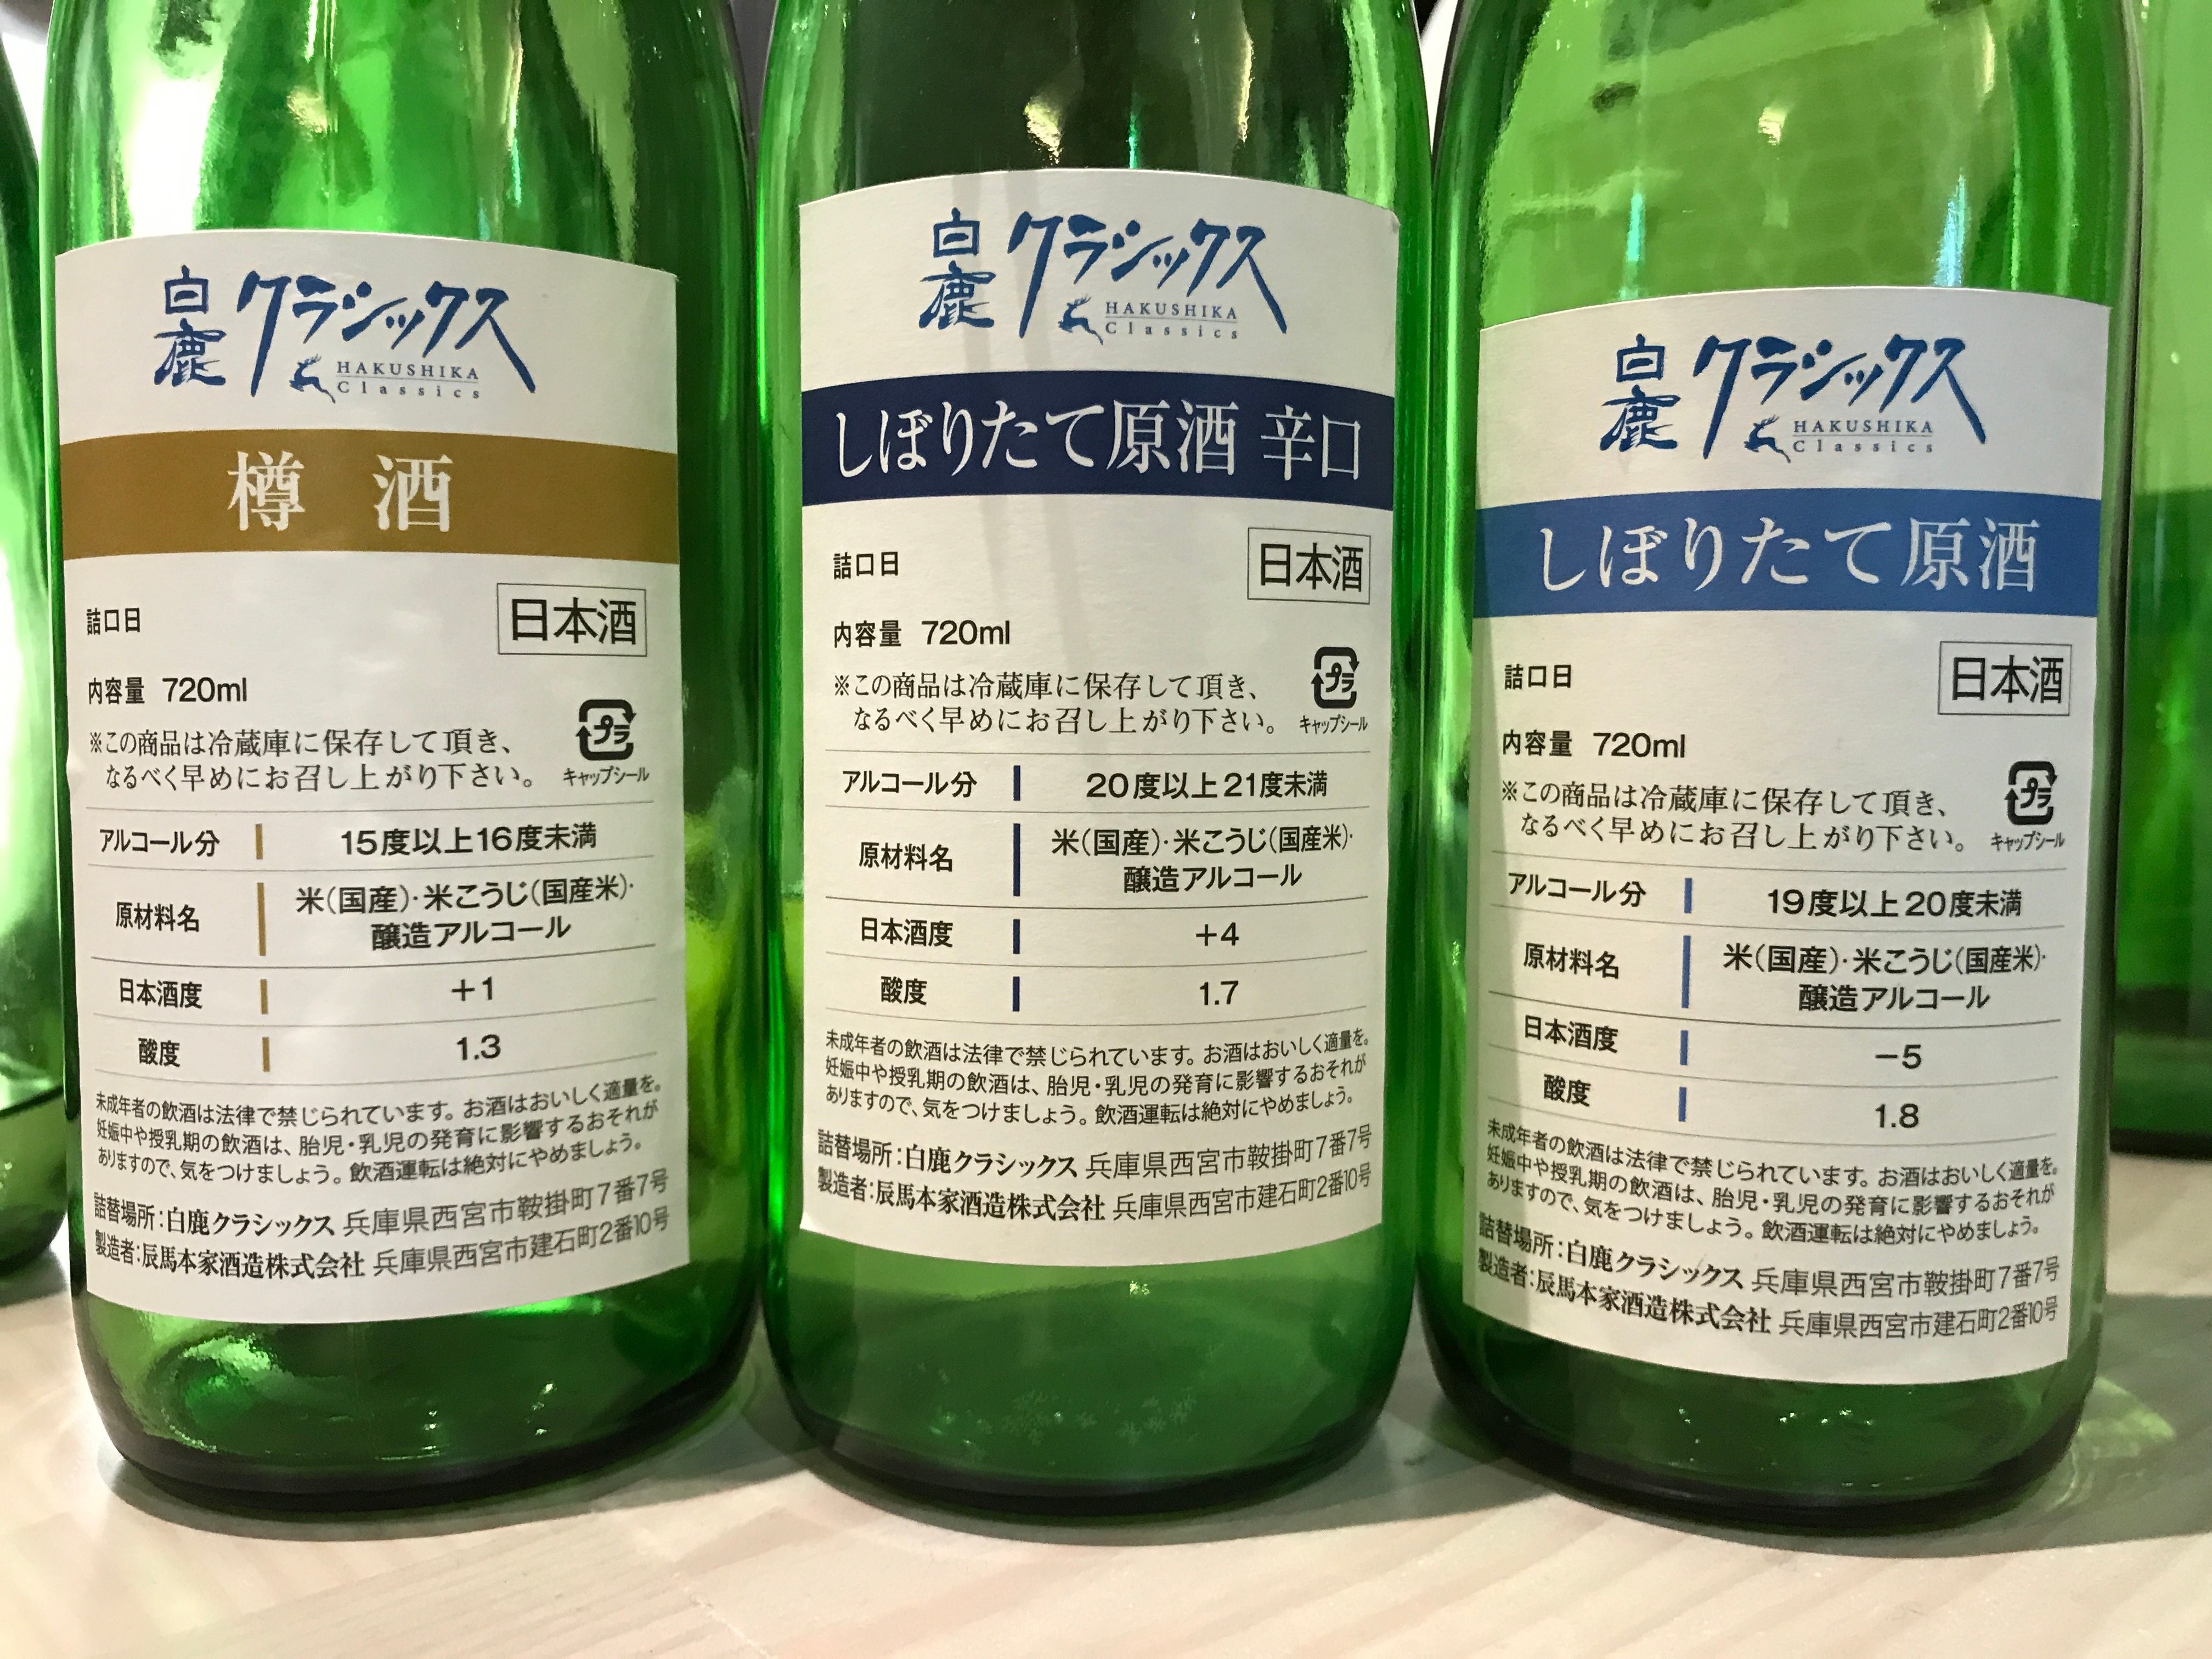 白鹿クラシックス
HAKUSHIKA
Classics
樽酒
詰口日
日本酒
内容量 720ml
※この商品は冷蔵庫に保存して頂き、
なるべく早めにお召し上がり下さい。
プラ
キャップシール
アルコール分 15度以上16度未満
原材料名 米(国産)・米こうじ(国産米)・
醸造アルコール
日本酒度 +1
酸度 1.3
未成年者の飲酒は法律で禁じられています。お酒はおいしく適量を。
妊娠中や授乳期の飲酒は、胎児・乳児の発育に影響するおそれが
ありますので、気をつけましょう。飲酒運転は絶対にやめましょう。
詰替場所:白鹿クラシックス 兵庫県西宮市鞍掛町7番7号
製造者:辰馬本家酒造株式会社 兵庫県西宮市建石町2番10号
白鹿クラシックス
HAKUSHIKA
Classics
しぼりたて原酒 辛口
詰口日
日本酒
内容量 720ml
※この商品は冷蔵庫に保存して頂き、
なるべく早めにお召し上がり下さい。
プラ
キャップシール
アルコール分 20度以上21度未満
原材料名 米(国産)・米こうじ(国産米)・
醸造アルコール
日本酒度 +4
酸度 1.7
未成年者の飲酒は法律で禁じられています。お酒はおいしく適量を。
妊娠中や授乳期の飲酒は、胎児・乳児の発育に影響するおそれが
ありますので、気をつけましょう。飲酒運転は絶対にやめましょう。
詰替場所:白鹿クラシックス 兵庫県西宮市鞍掛町7番7号
製造者:辰馬本家酒造株式会社 兵庫県西宮市建石町2番10号
白鹿クラシックス
HAKUSHIKA
Classics
しぼりたて原酒
詰口日
日本酒
内容量 720ml
※この商品は冷蔵庫に保存して頂き、
なるべく早めにお召し上がり下さい。
プラ
キャップシール
アルコール分 19度以上20度未満
原材料名 米(国産)・米こうじ(国産米)・
醸造アルコール
日本酒度 −5
酸度 1.8
未成年者の飲酒は法律で禁じられています。お酒はおいしく適量を。
妊娠中や授乳期の飲酒は、胎児・乳児の発育に影響するおそれが
ありますので、気をつけましょう。飲酒運転は絶対にやめましょう。
詰替場所:白鹿クラシックス 兵庫県西宮市鞍掛町7番7号
製造者:辰馬本家酒造株式会社 兵庫県西宮市建石町2番10号